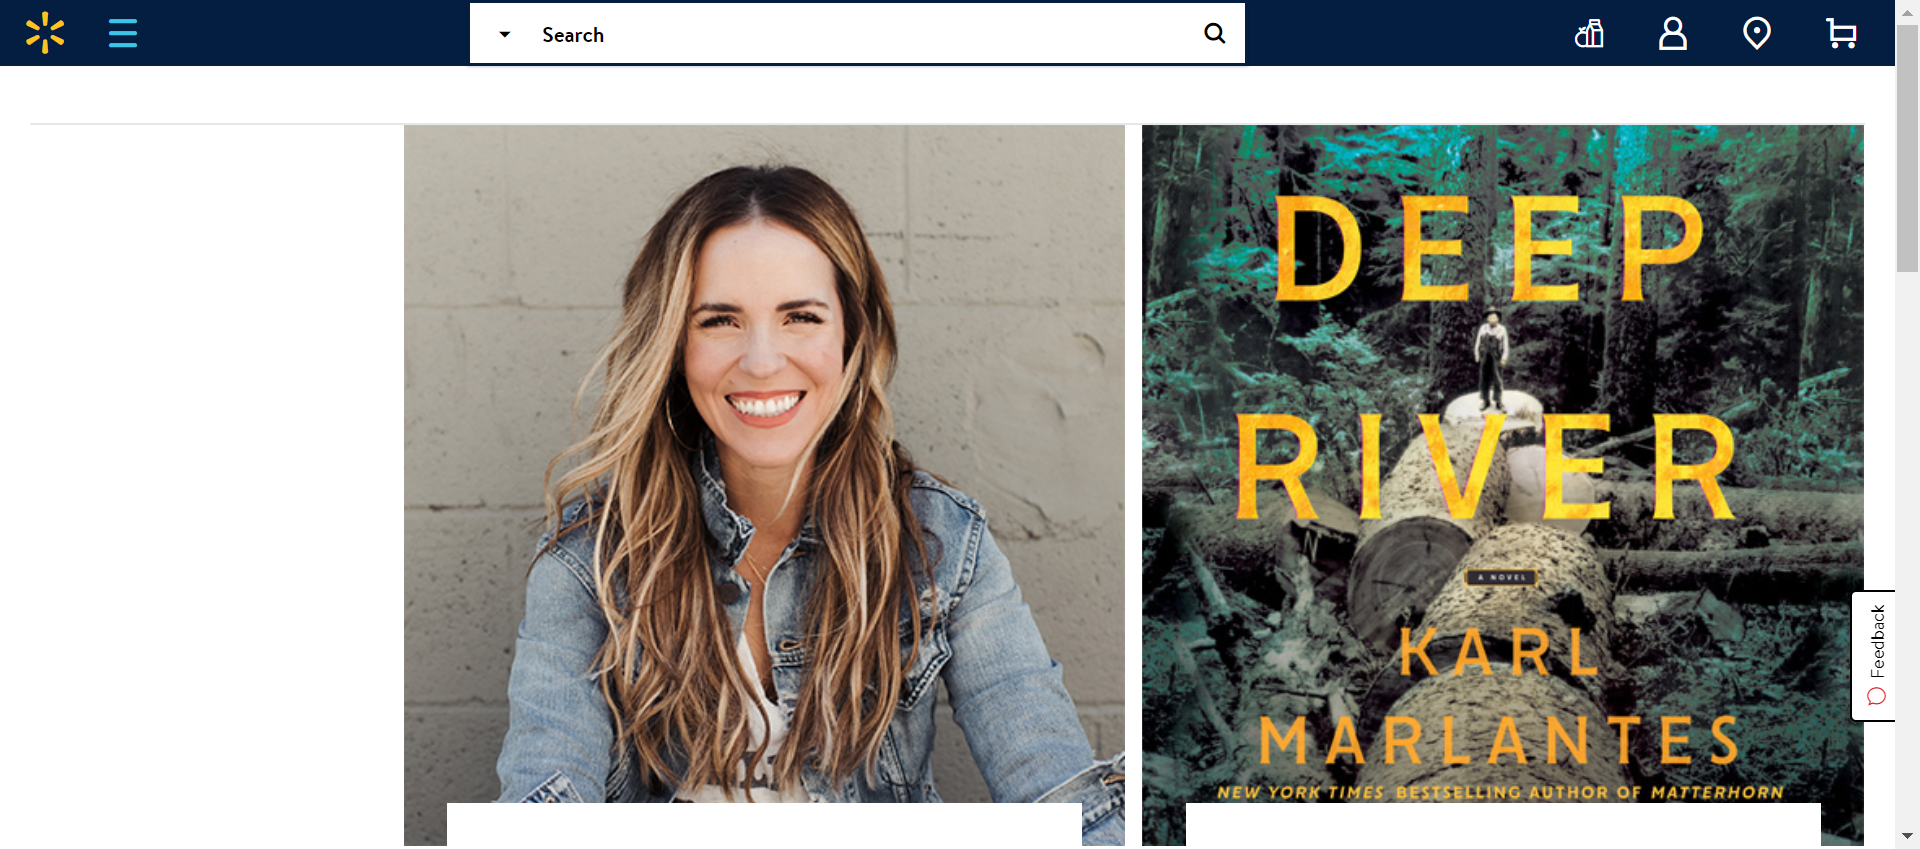 Search
DEEP
RIVER
A NOVEL
KARL
MARLANTES
NEW YORK TIMES BESTSELLING AUTHOR OF MATTERHORN
Feedback